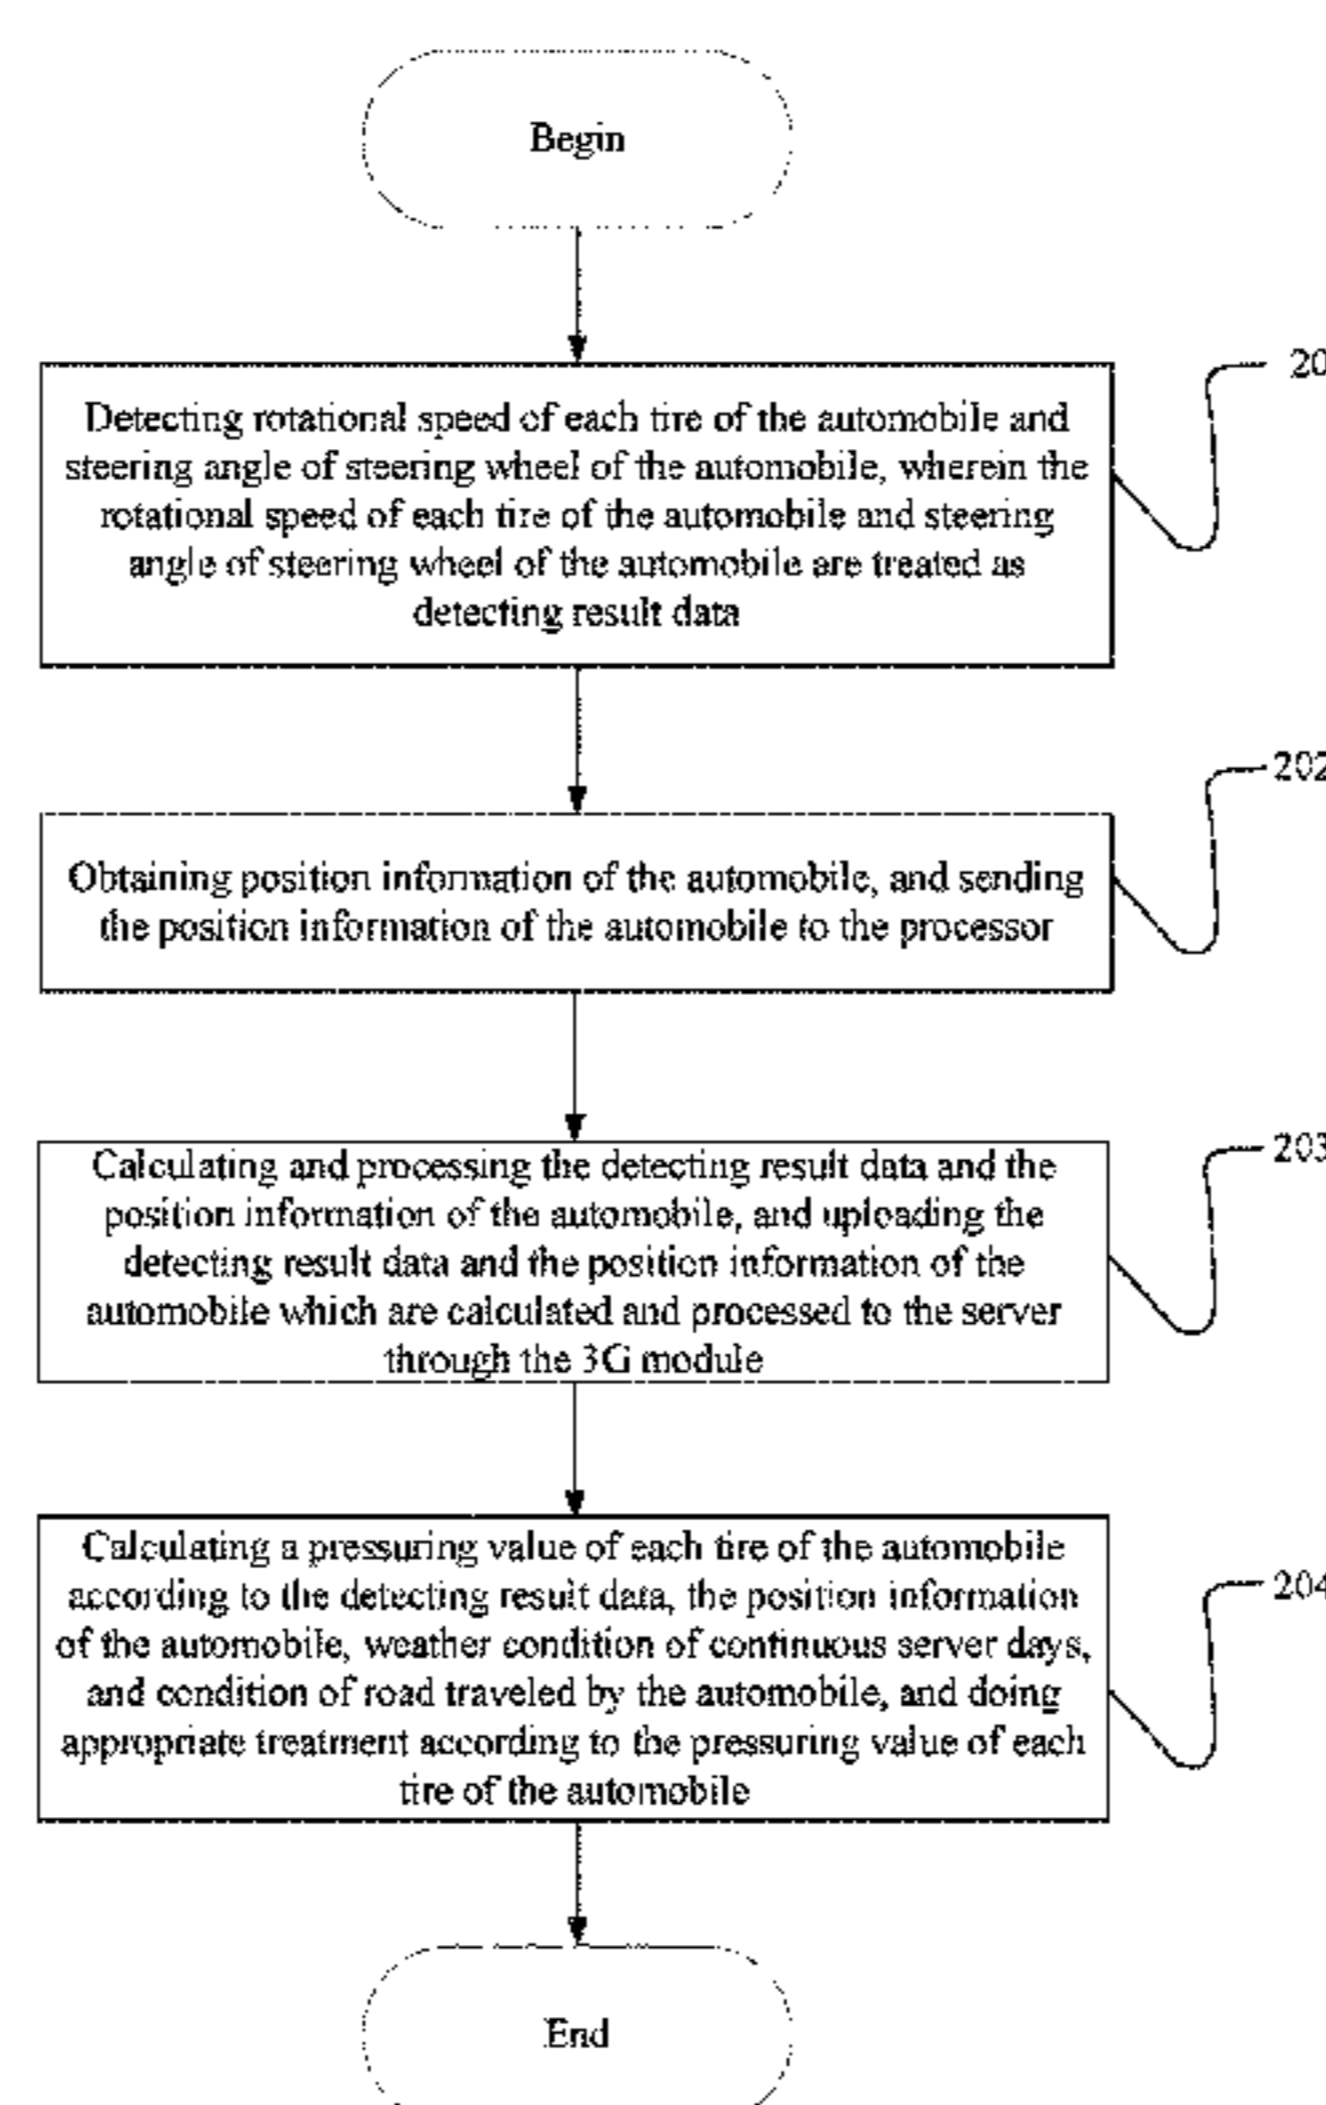 Begin
20
Detecting rotational speed of each tire of the automobile and
steering angle of steering wheel of the automobile, wherein the
rotational speed of each tire of the automobile and steering
angle of steering wheel of the automobile are treated as
detecting result data
202
Obtaining position information of the automobile, and sending
the position information of the automobile to the processor
203
Calculating and processing the detecting result data and the
position information of the automobile, and uploading the
detecting result data and the position information of the
automobile which are calculated and processed to the server
through the 3G module
204
Calculating a pressuring value of each tire of the automobile
according to the detecting result data, the position information
of the automobile, weather condition of continuous server days,
and condition of road traveled by the automobile, and doing
appropriate treatment according to the pressuring value of each
tire of the automobile
End